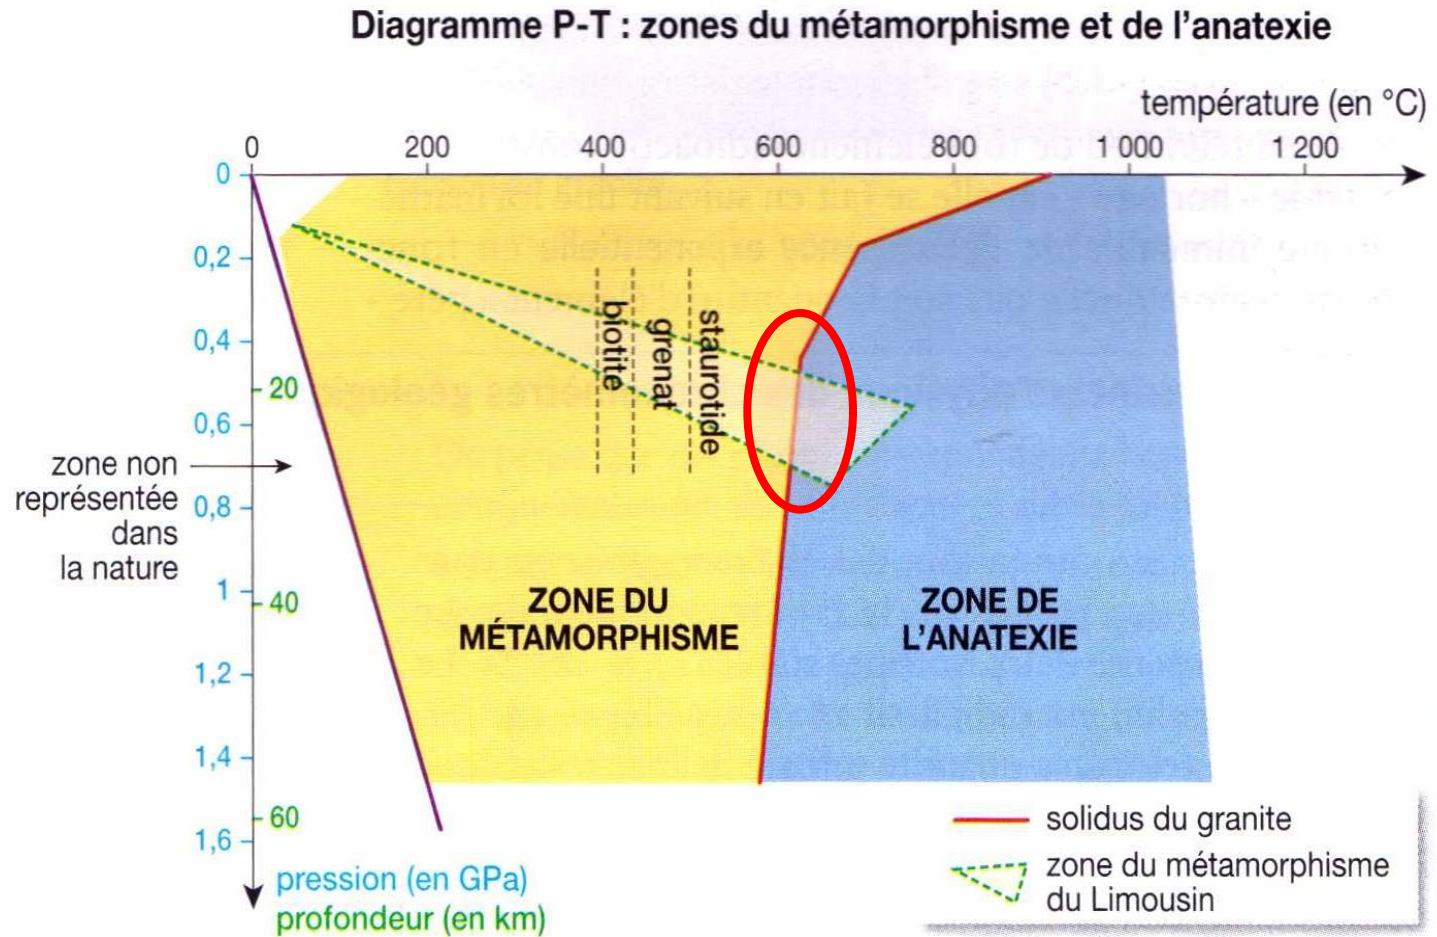 Diagramme P-T : zones du métamorphisme et de l'anatexie
température (en °C)
0 200 400 600 800 1 000 1 200
0
0,2
0,4
20
0,6
0,8
1
40
1,2
1,4
60
1,6
zone non
représentée
dans
la nature
biotite
grenat
staurotide
ZONE DU
MÉTAMORPHISME
ZONE DE
L'ANATEXIE
pression (en GPa)
profondeur (en km)
solidus du granite
zone du métamorphisme
du Limousin